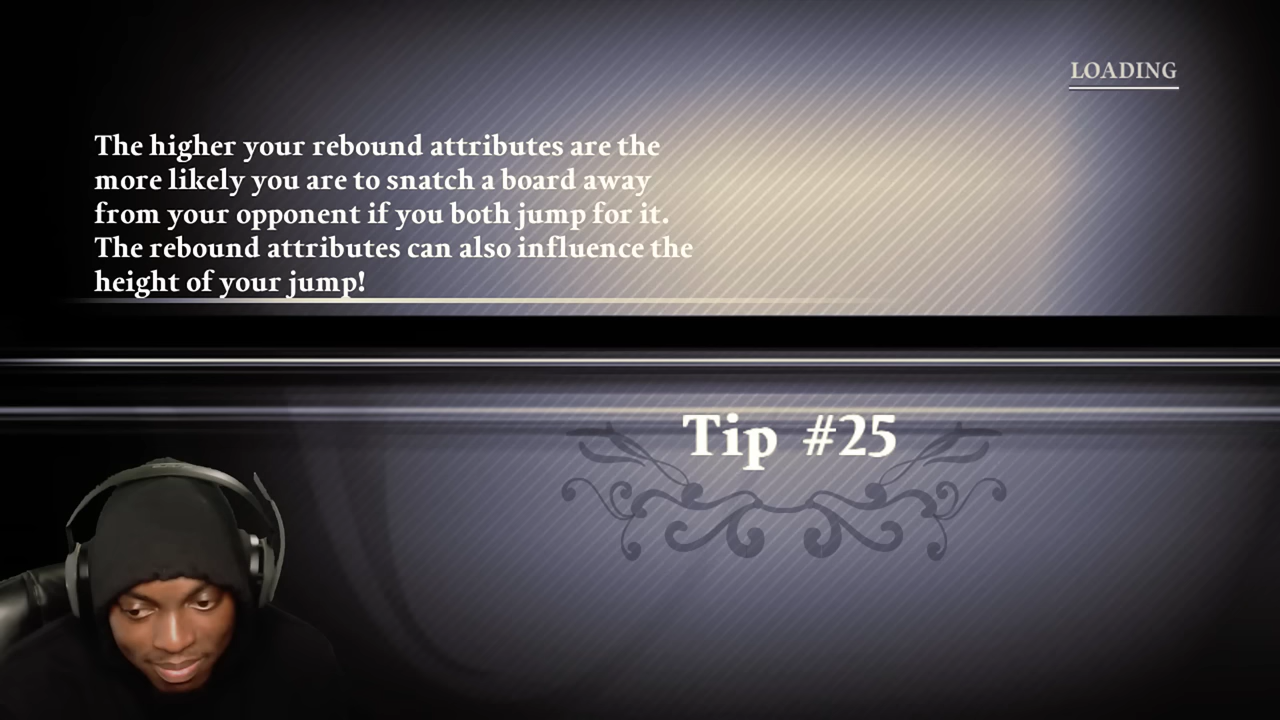 LOADING
The higher your rebound attributes are the
more likely you are to snatch a board away
from your opponent if you both jump for it.
The rebound attributes can also influence the
height of your jump!
Tip #25